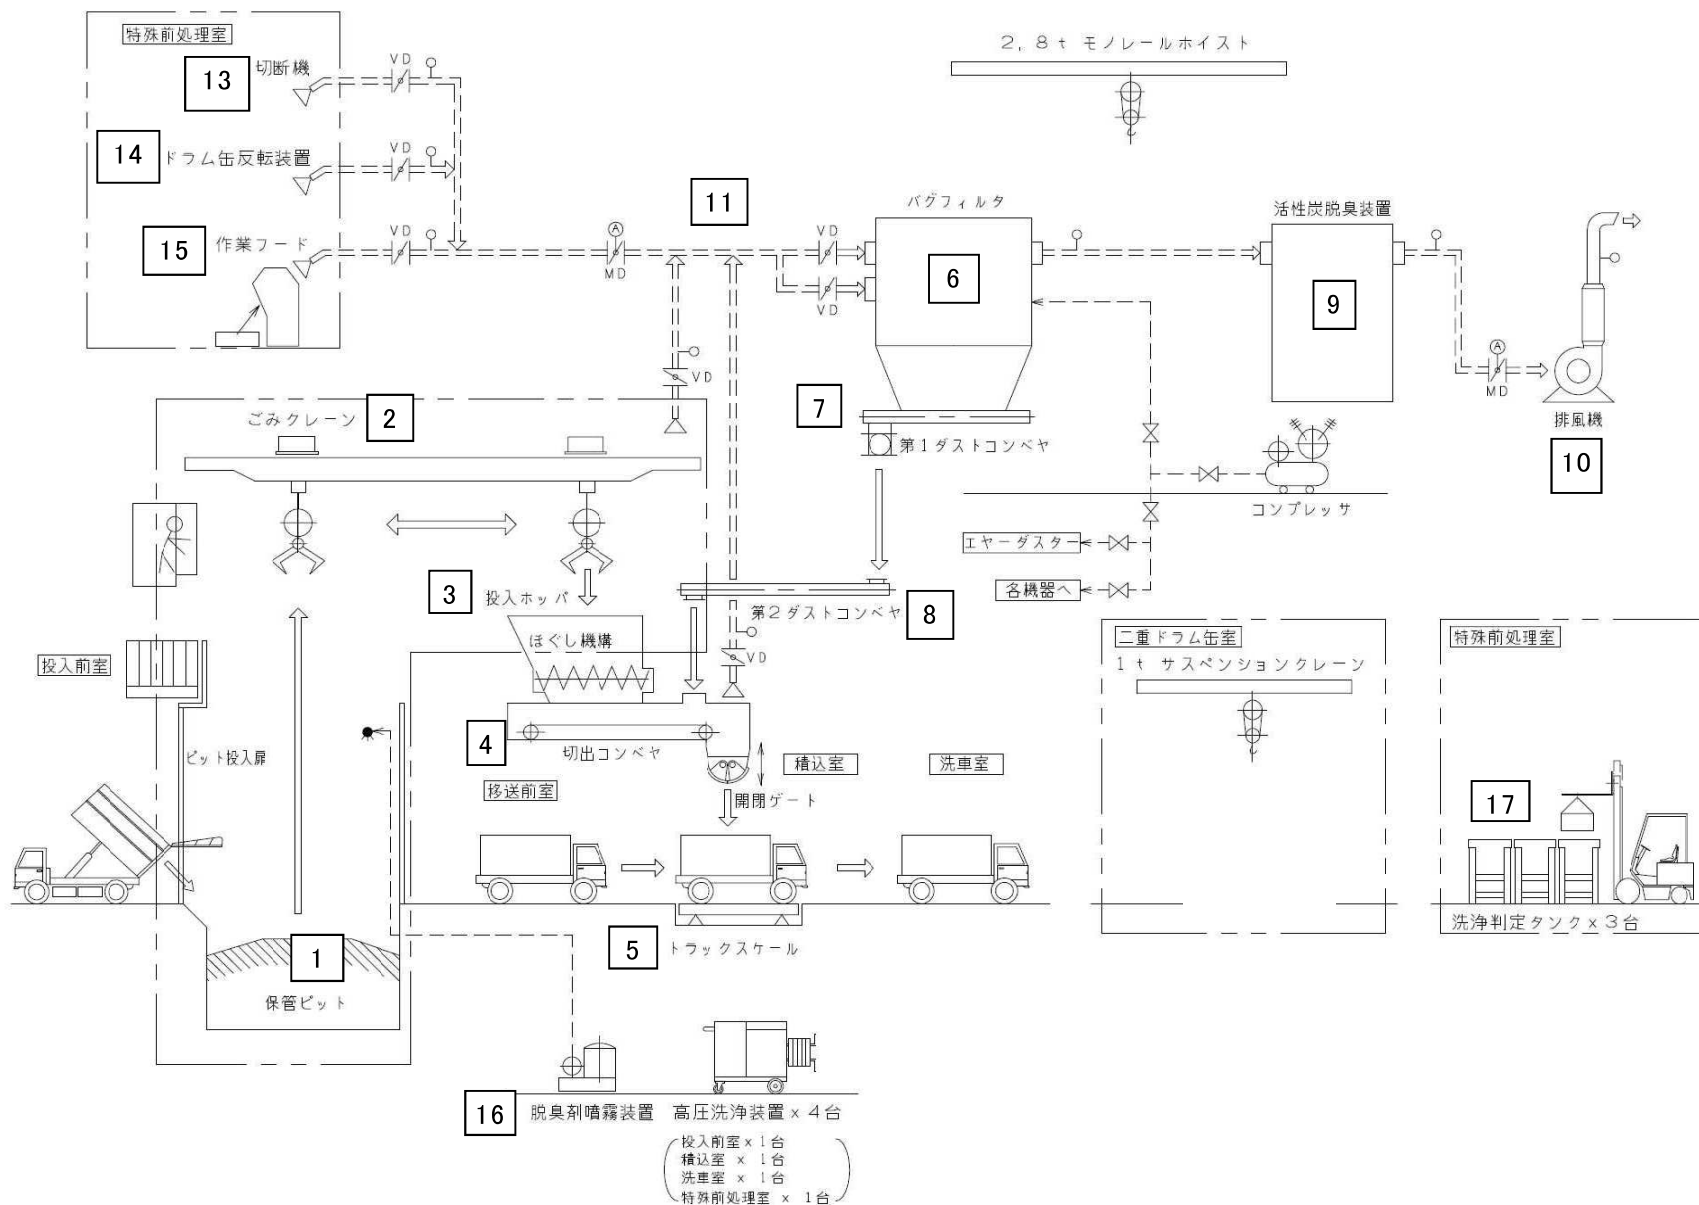 特殊前処理室
13
切断機
VD
2,8t モノレールホイスト
14
ドラム缶反転装置
VD
11
バグフィルタ
活性炭脱臭装置
15
作業フード
VD
A
MD
VD
VD
6
9
A
MD
VD
ごみクレーン
2
7
第1ダストコンベヤ
排風機
10
コンプレッサ
エヤーダスター
各機器へ
3
投入ホッパ
ほぐし機構
第2ダストコンベヤ
8
VD
投入前室
二重ドラム缶室
1t サスペンションクレーン
特殊前処理室
ピット投入扉
4
切出コンベヤ
積込室
洗車室
移送前室
開閉ゲート
17
洗浄判定タンク×3台
1
保管ピット
5
トラックスケール
16
脱臭剤噴霧装置
高圧洗浄装置×4台
投入前室×1台
積込室 × 1台
洗車室 × 1台
特殊前処理室 × 1台